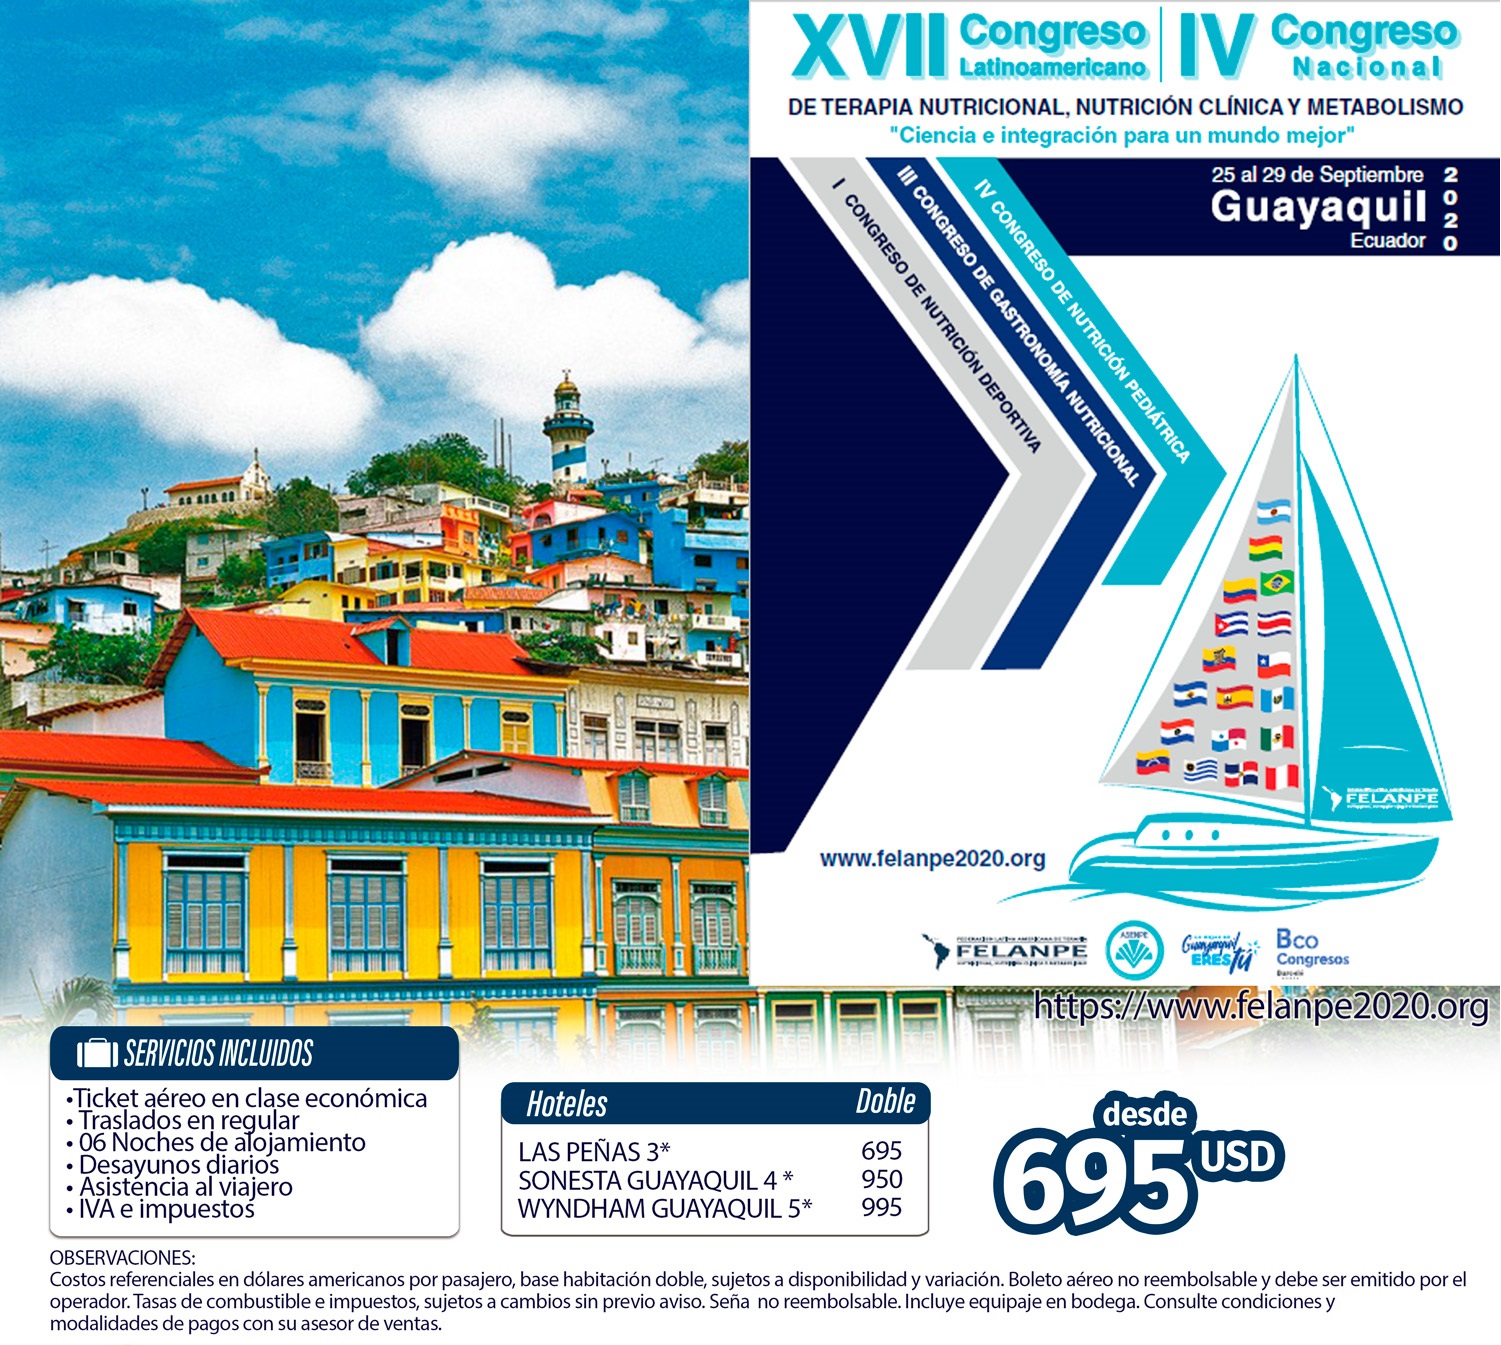 XVII Congreso Latinoamericano
IV Congreso Nacional
DE TERAPIA NUTRICIONAL, NUTRICIÓN CLÍNICA Y METABOLISMO
"Ciencia e integración para un mundo mejor"
25 al 29 de Septiembre
Guayaquil
Ecuador
2020
I CONGRESO DE NUTRICIÓN DEPORTIVA
III CONGRESO DE GASTRONOMÍA NUTRICIONAL
IV CONGRESO DE NUTRICIÓN PEDIÁTRICA
FELANPE
www.felanpe2020.org
FELANPE
ASENPE
Guayaquil
ERES tú
Bco
Congresos
https://www.felanpe2020.org
SERVICIOS INCLUIDOS
•Ticket aéreo en clase económica
• Traslados en regular
• 06 Noches de alojamiento
• Desayunos diarios
• Asistencia al viajero
• IVA e impuestos
Hoteles Doble
LAS PEÑAS 3* 695
SONESTA GUAYAQUIL 4 * 950
WYNDHAM GUAYAQUIL 5* 995
desde
695 USD
OBSERVACIONES:
Costos referenciales en dólares americanos por pasajero, base habitación doble, sujetos a disponibilidad y variación. Boleto aéreo no reembolsable y debe ser emitido por el
operador. Tasas de combustible e impuestos, sujetos a cambios sin previo aviso. Seña no reembolsable. Incluye equipaje en bodega. Consulte condiciones y
modalidades de pagos con su asesor de ventas.